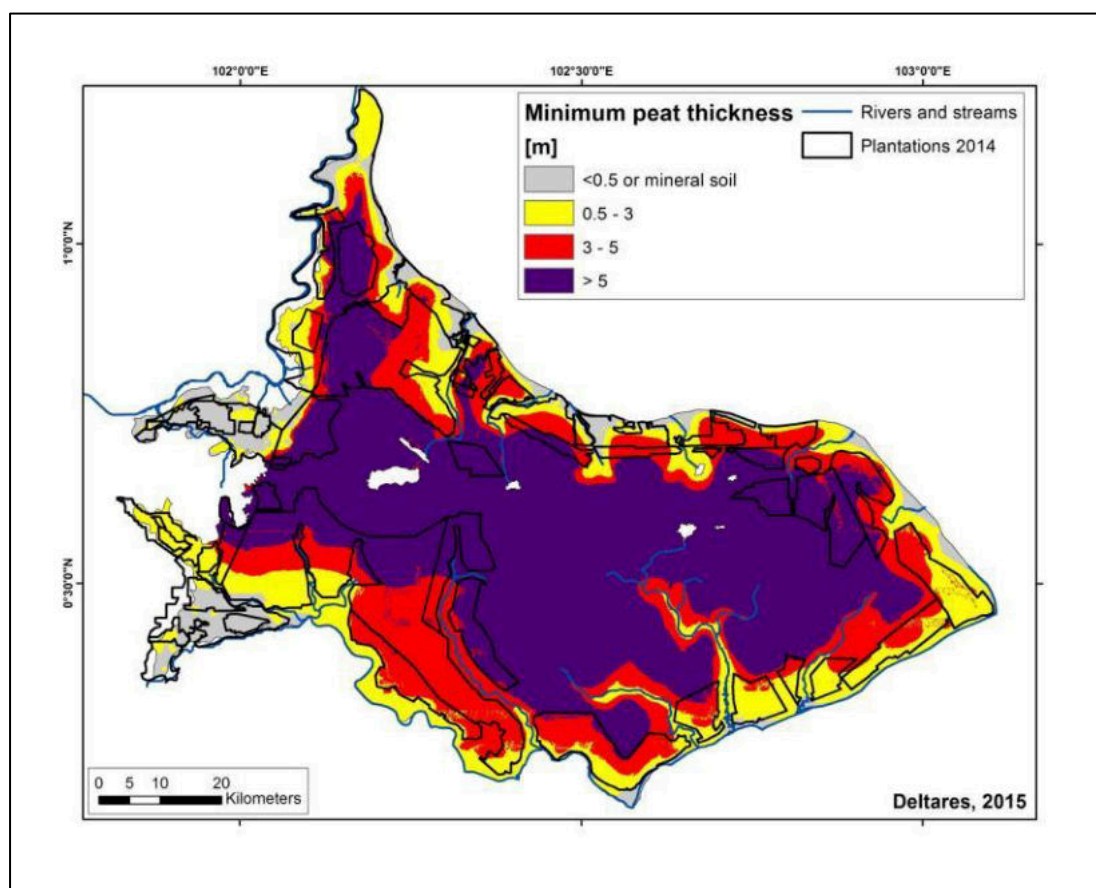 102°0'0"E
102°30'0"E
103°0'0"E
Minimum peat thickness
[m]
<0.5 or mineral soil
0.5 - 3
3 - 5
> 5
Rivers and streams
Plantations 2014
1°0'0"N
0°30'0"N
0 5 10 20
Kilometers
Deltares, 2015